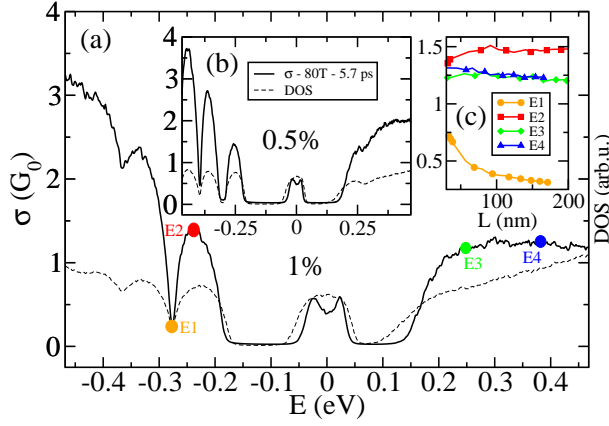 (a)
4
3
2
1
0
σ (G0)
-0.4 -0.3 -0.2 -0.1 0 0.1 0.2 0.3 0.4
E (eV)
DOS (arb.u.)
E1
E2
E3
E4
1%
(b)
4
3
2
1
0
-0.25 0 0.25
σ - 80T - 5.7 ps
DOS
0.5%
1.5
1
0.5
100 200
L (nm)
(c)
E1
E2
E3
E4